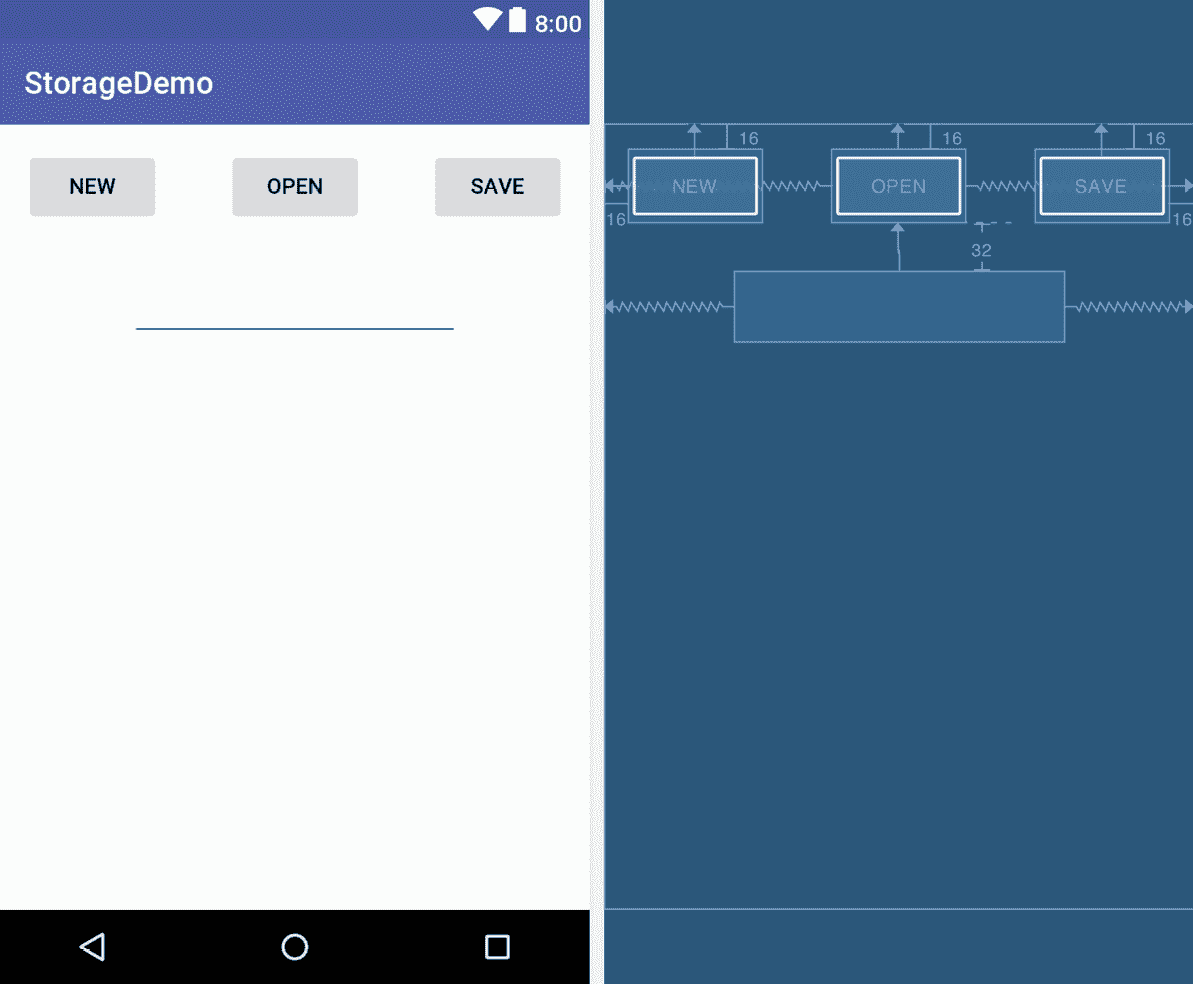 8:00
StorageDemo
NEW OPEN SAVE
16 16 16
NEW OPEN SAVE
16 16
32